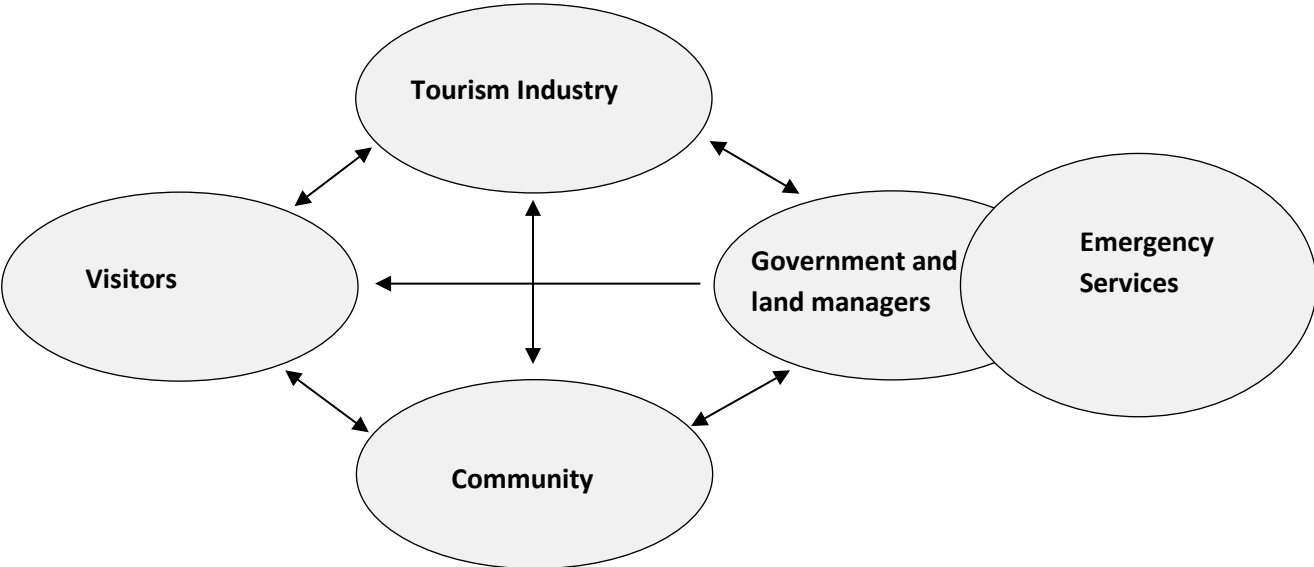 Tourism Industry
Visitors
Government and
land managers
Emergency
Services
Community